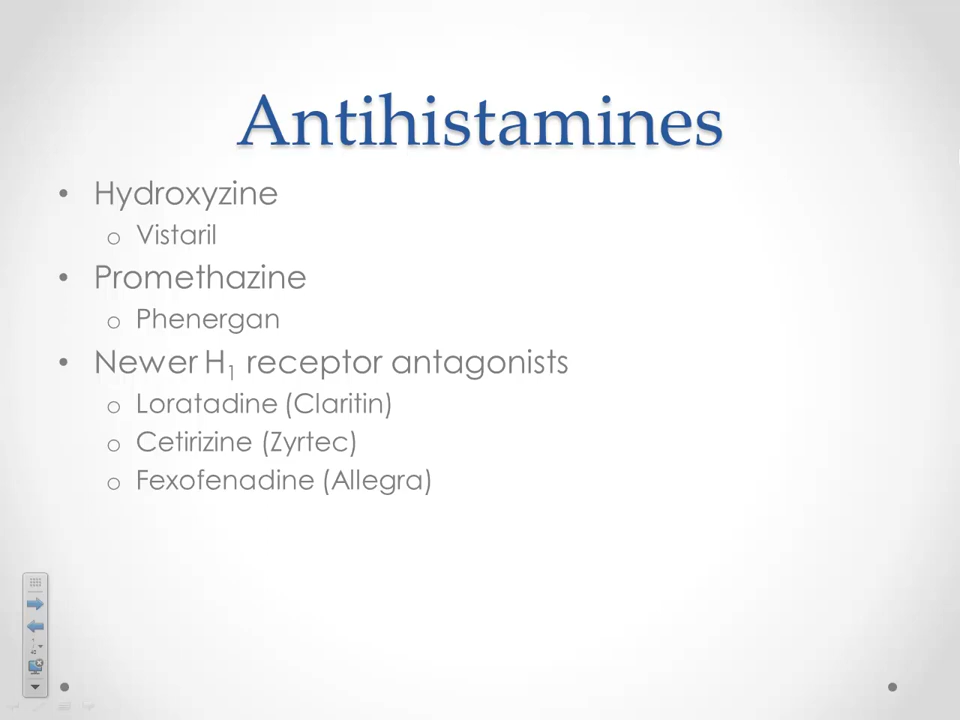 Antihistamines
• Hydroxyzine
o Vistaril
• Promethazine
o Phenergan
• Newer H₁ receptor antagonists
o Loratadine (Claritin)
o Cetirizine (Zyrtec)
o Fexofenadine (Allegra)